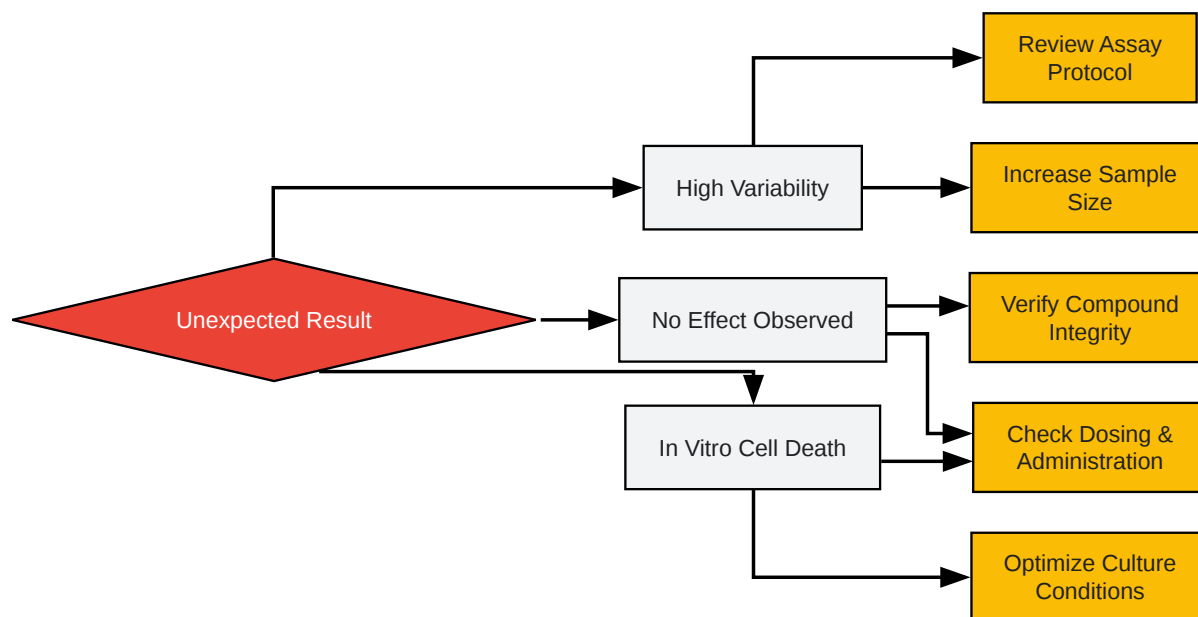 Review Assay
Protocol
High Variability
Increase Sample
Size
Unexpected Result
No Effect Observed
Verify Compound
Integrity
In Vitro Cell Death
Check Dosing &
Administration
Optimize Culture
Conditions